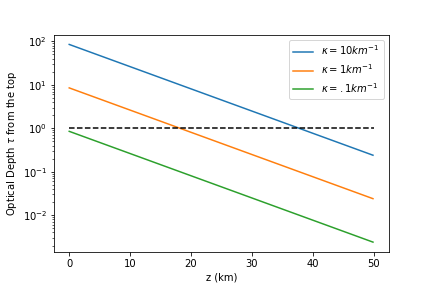 10² 10¹ 10⁰ 10⁻¹ 10⁻²
Optical Depth τ from the top
κ = 10km⁻¹
κ = 1km⁻¹
κ = .1km⁻¹
0 10 20 30 40 50
z (km)